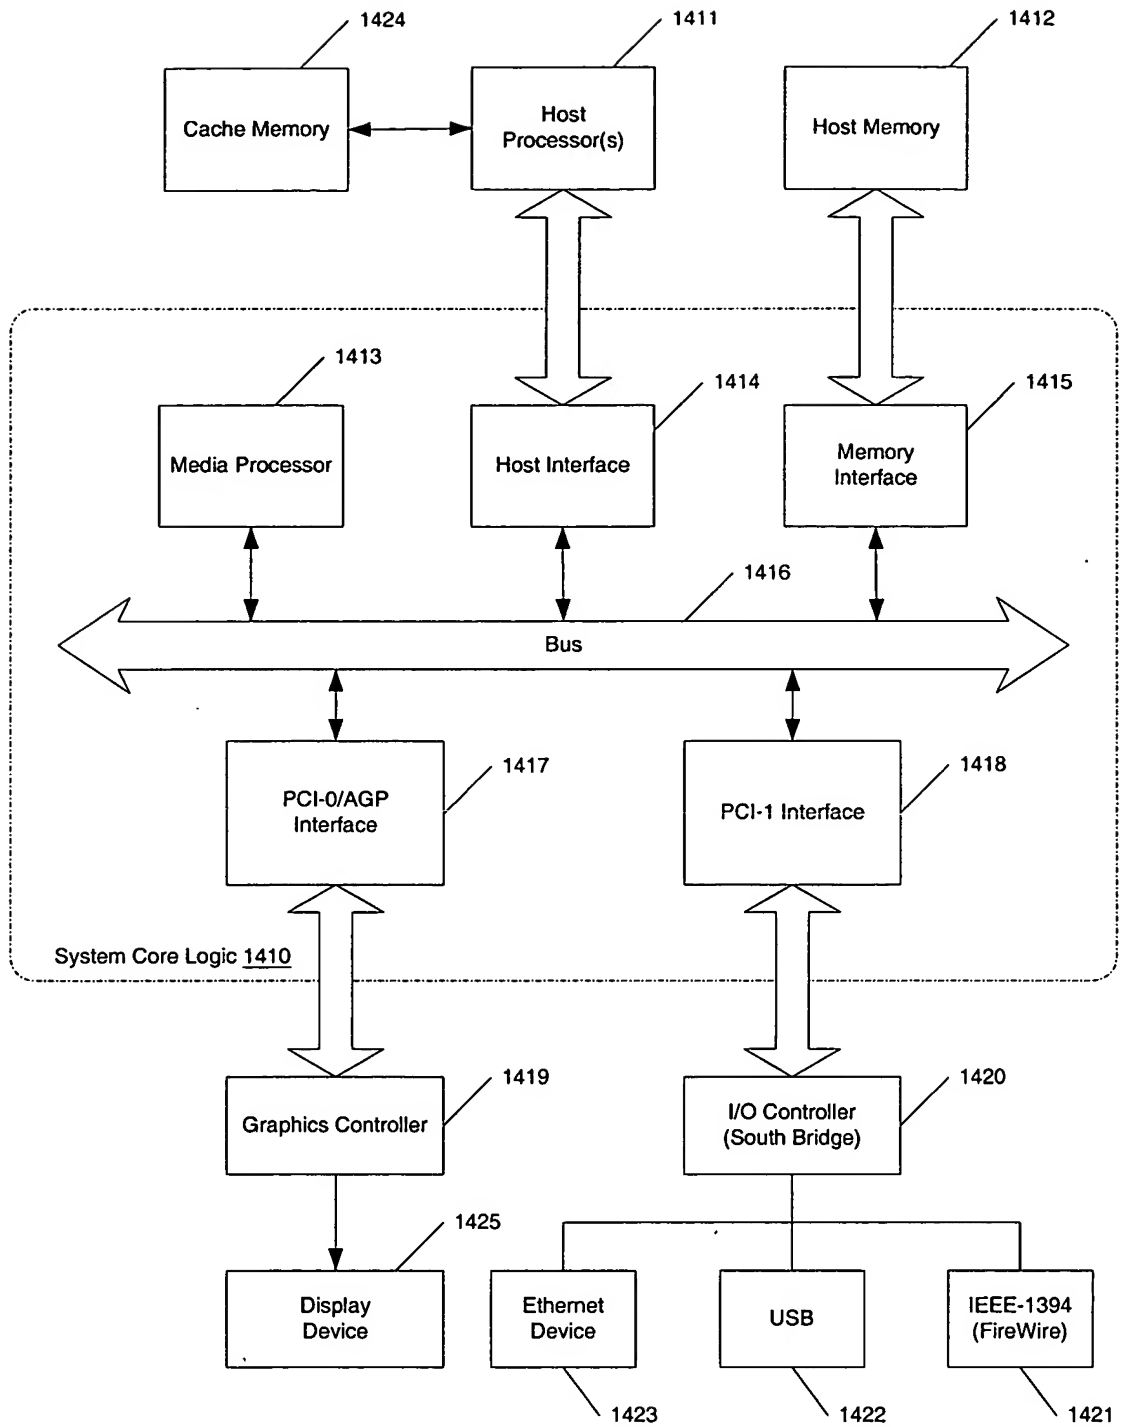 1424
1411
1412
Cache Memory
Host
Processor(s)
Host Memory
1413
1414
1415
Media Processor
Host Interface
Memory
Interface
1416
Bus
1417
1418
PCI-0/AGP
Interface
PCI-1 Interface
System Core Logic 1410
1419
1420
Graphics Controller
I/O Controller
(South Bridge)
1425
Display
Device
Ethernet
Device
USB
IEEE-1394
(FireWire)
1423
1422
1421